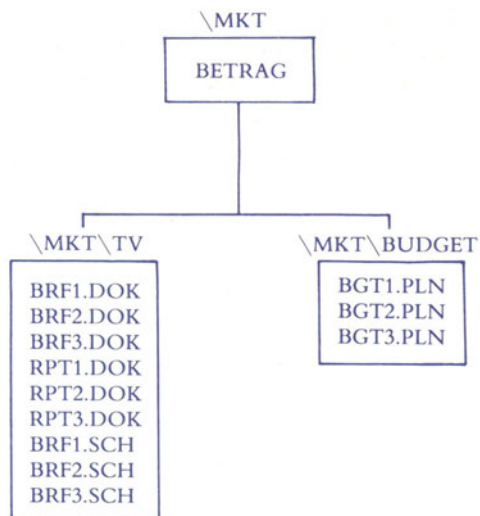 \MKT
BETRAG
\MKT\TV
BRF1.DOK
BRF2.DOK
BRF3.DOK
RPT1.DOK
RPT2.DOK
RPT3.DOK
BRF1.SCH
BRF2.SCH
BRF3.SCH
\MKT\BUDGET
BGT1.PLN
BGT2.PLN
BGT3.PLN